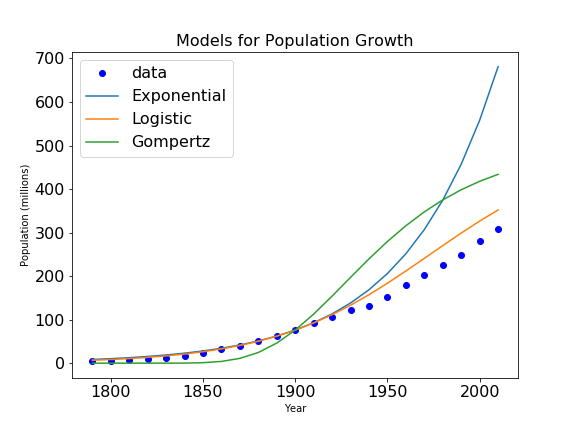 Models for Population Growth
700
600
500
400
300
200
100
0
Population (millions)
data
Exponential
Logistic
Gompertz
1800
1850
1900
1950
2000
Year